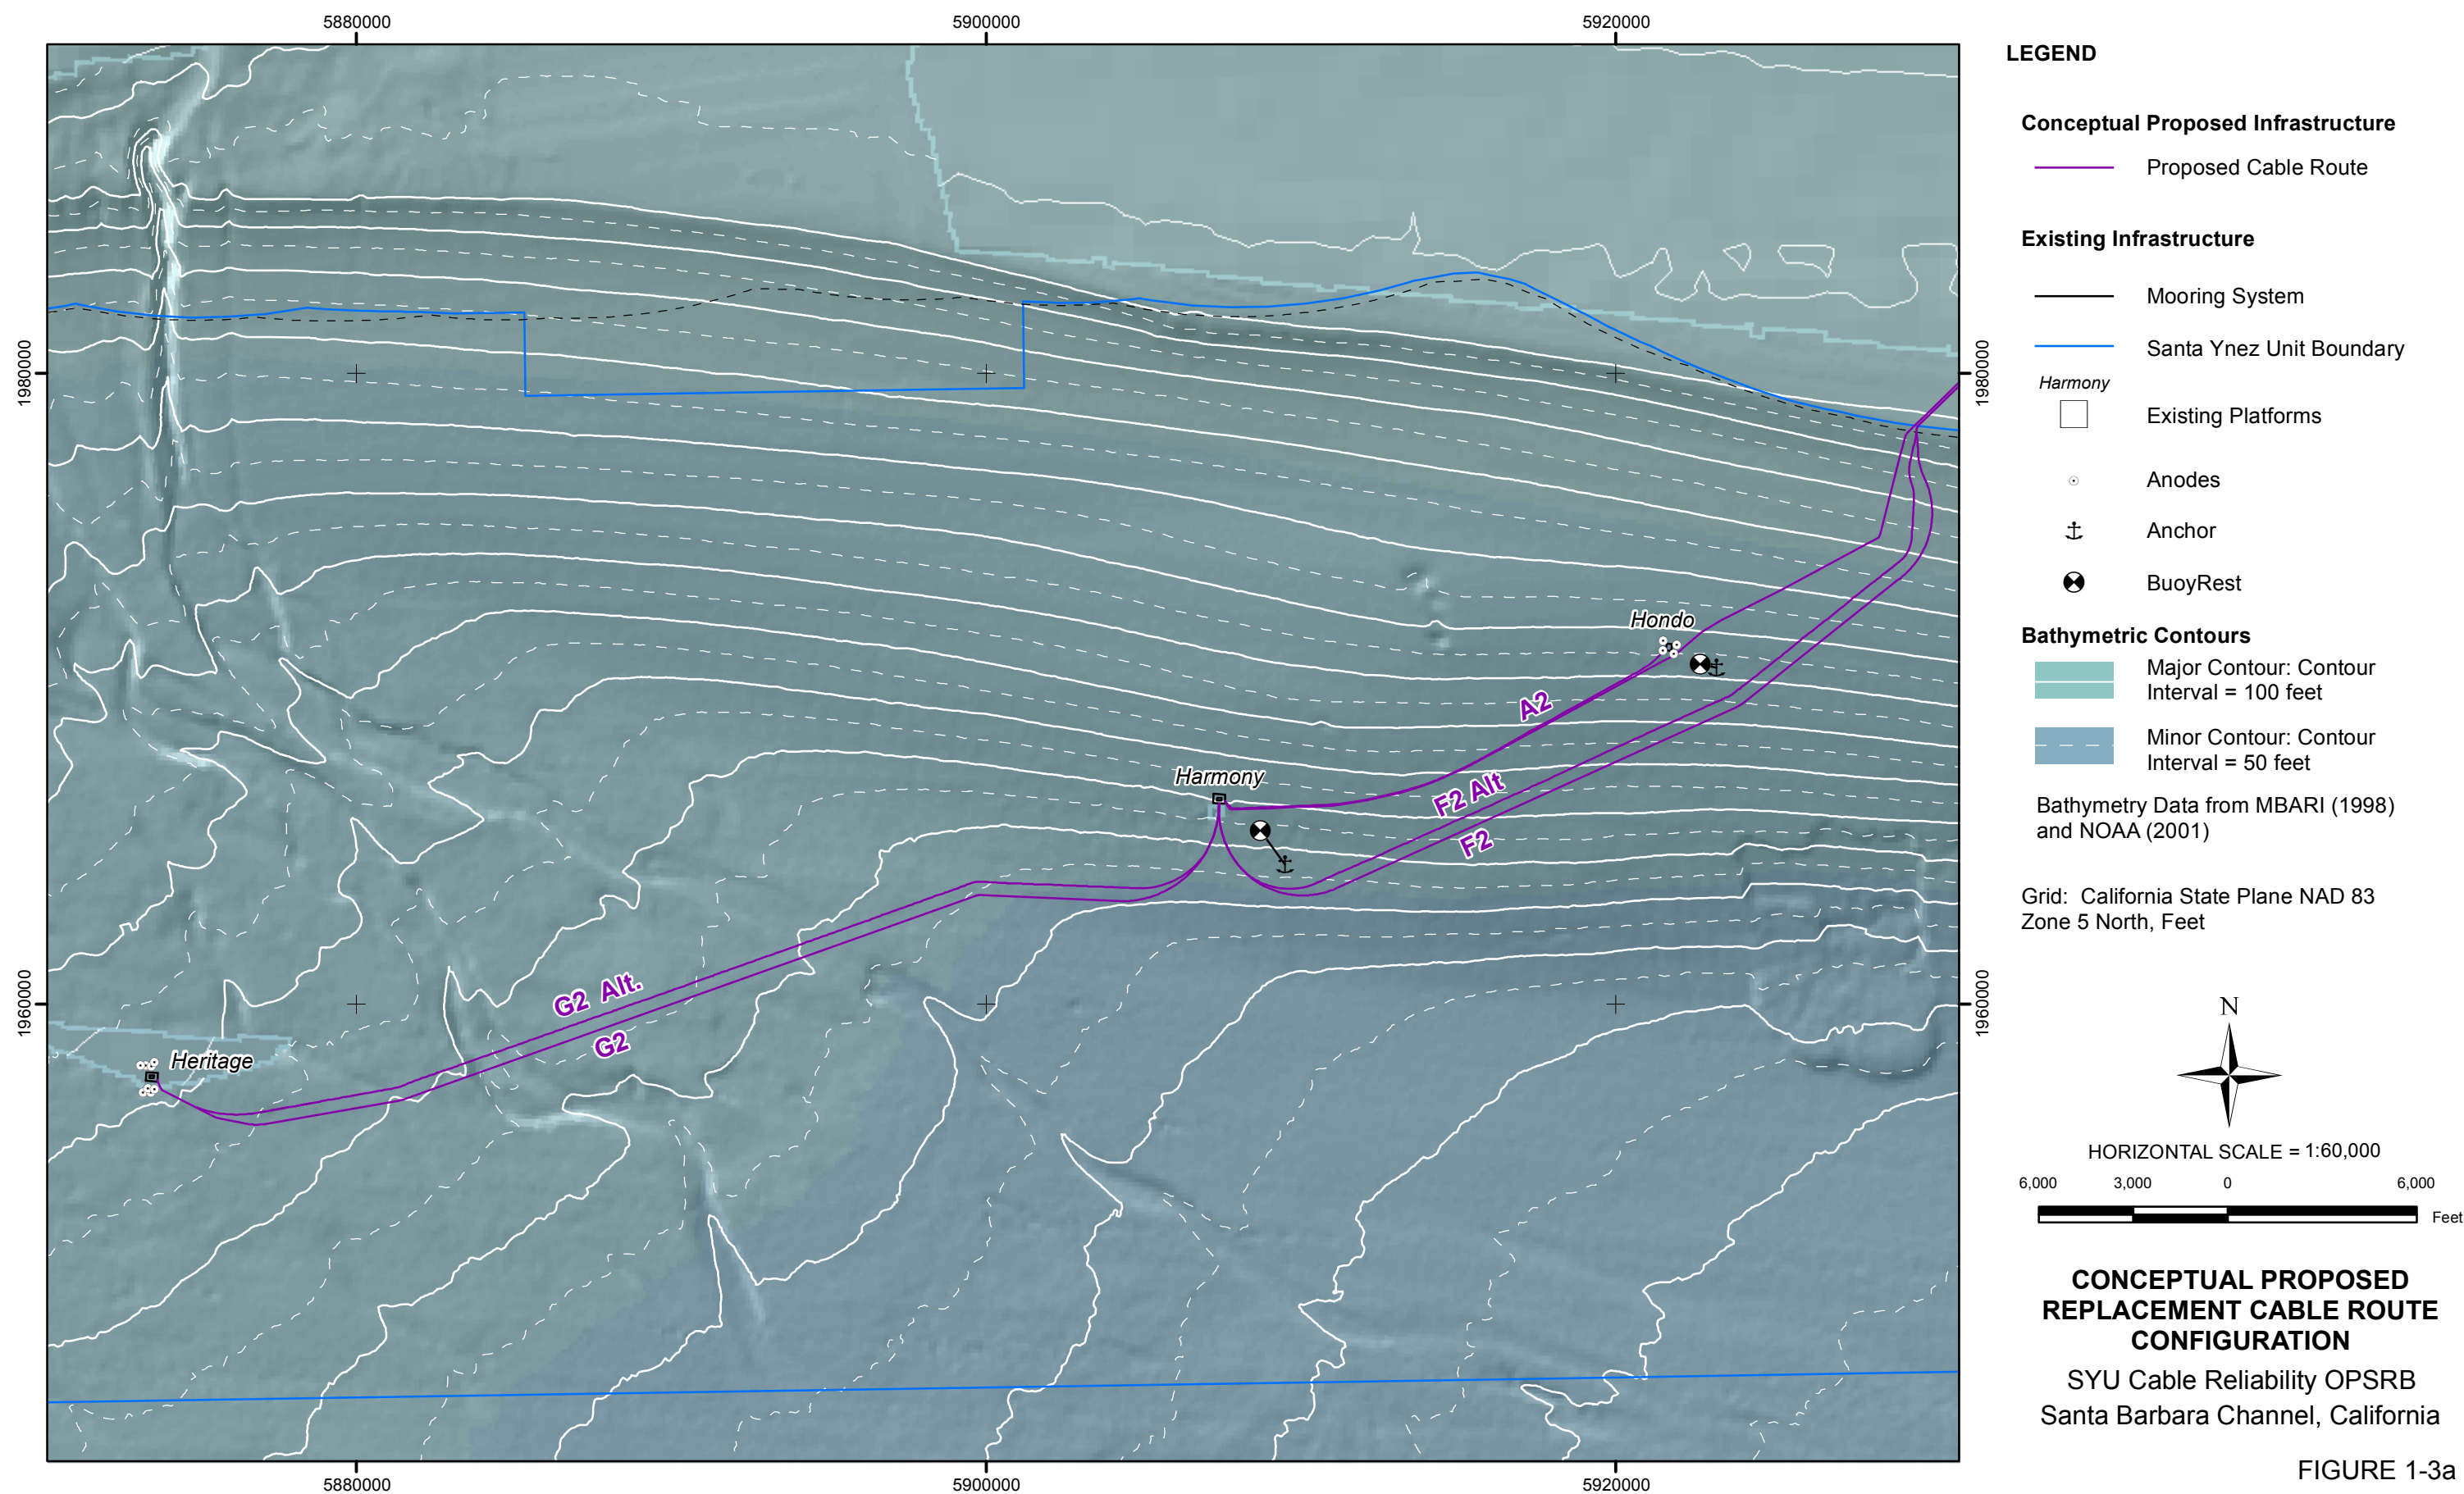 5880000
5900000
5920000
1980000
1980000
1960000
1960000
Hondo
A2
Harmony
F2 Alt
F2
G2 Alt.
G2
Heritage
5880000
5900000
5920000
LEGEND
Conceptual Proposed Infrastructure
Proposed Cable Route
Existing Infrastructure
Mooring System
Santa Ynez Unit Boundary
Harmony
Existing Platforms
Anodes
Anchor
BuoyRest
Bathymetric Contours
Major Contour: Contour
Interval = 100 feet
Minor Contour: Contour
Interval = 50 feet
Bathymetry Data from MBARI (1998)
and NOAA (2001)
Grid: California State Plane NAD 83
Zone 5 North, Feet
N
HORIZONTAL SCALE = 1:60,000
6,000 3,000 0 6,000
Feet
CONCEPTUAL PROPOSED
REPLACEMENT CABLE ROUTE
CONFIGURATION
SYU Cable Reliability OPSRB
Santa Barbara Channel, California
FIGURE 1-3a